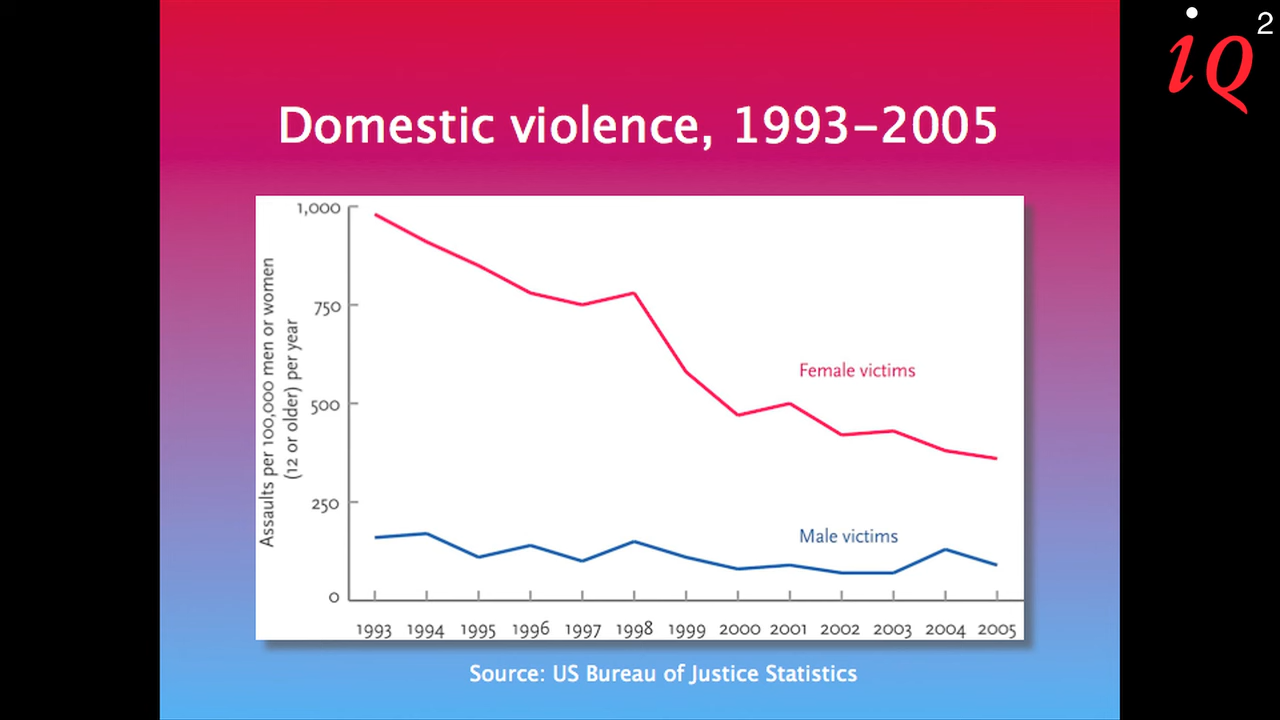 iQ2
Domestic violence, 1993–2005
Assaults per 100,000 men or women
(12 or older) per year
1,000
750
500
250
0
Female victims
Male victims
1993 1994 1995 1996 1997 1998 1999 2000 2001 2002 2003 2004 2005
Source: US Bureau of Justice Statistics